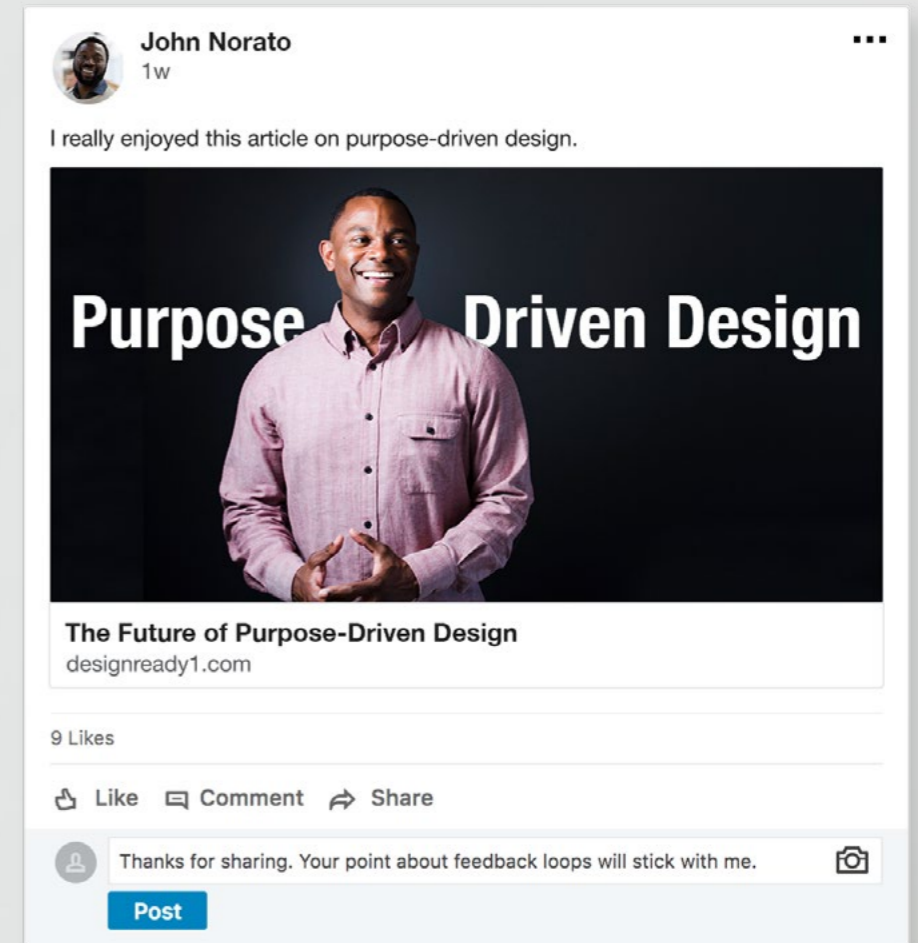 John Norato
1w
I really enjoyed this article on purpose-driven design.
Purpose Driven Design
The Future of Purpose-Driven Design
designready1.com
9 Likes
Like Comment Share
Thanks for sharing. Your point about feedback loops will stick with me.
Post